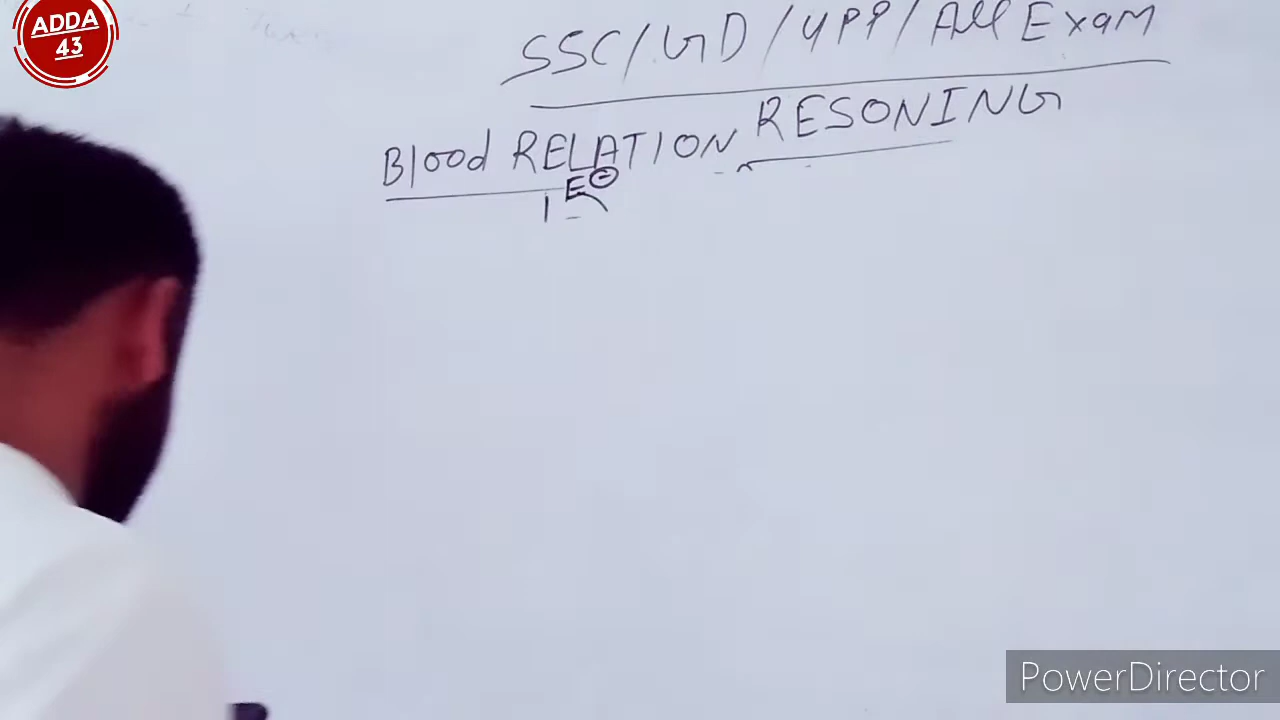 ADDA
43
SSC/GD/UPP/All Exam
Blood RELATION RESONING
E
PowerDirector